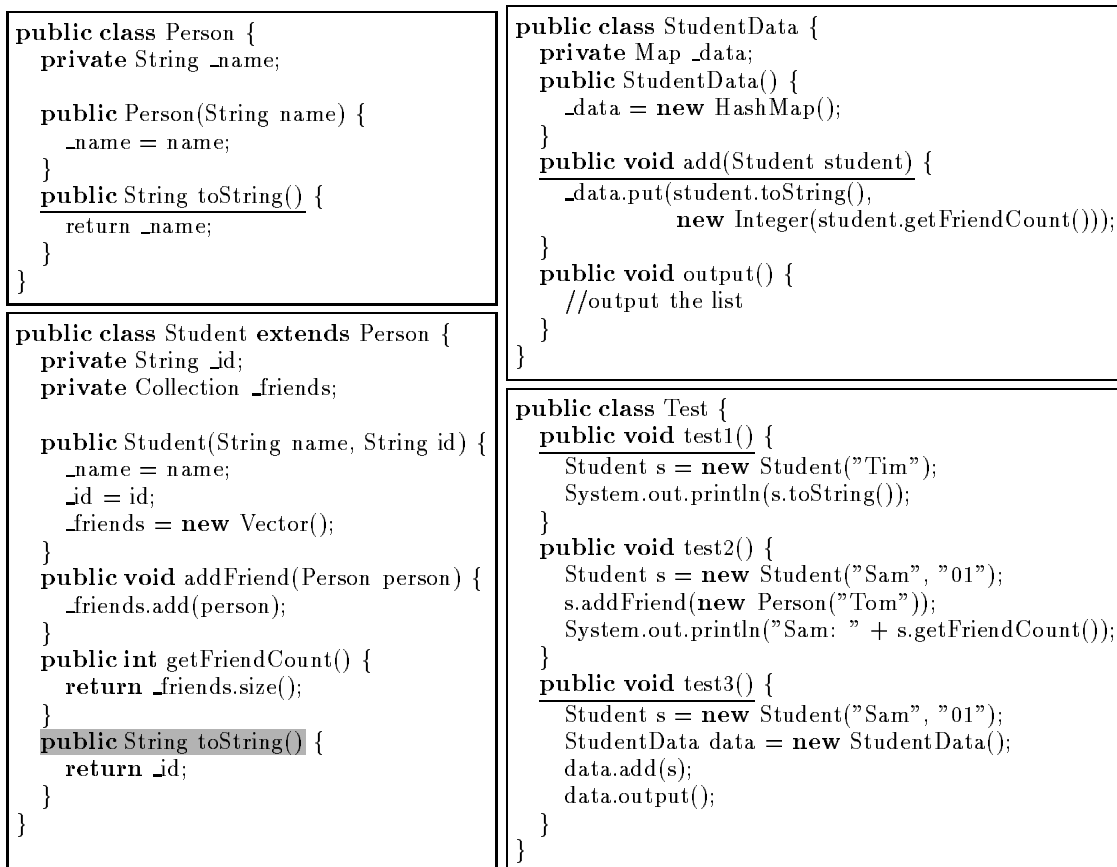 public class Person {
private String _name;
public Person(String name) {
_name = name;
}
public String toString() {
return _name;
}
}
public class Student extends Person {
private String _id;
private Collection _friends;
public Student(String name, String id) {
_name = name;
_id = id;
_friends = new Vector();
}
public void addFriend(Person person) {
_friends.add(person);
}
public int getFriendCount() {
return _friends.size();
}
public String toString() {
return _id;
}
}
public class StudentData {
private Map _data;
public StudentData() {
_data = new HashMap();
}
public void add(Student student) {
_data.put(student.toString(),
new Integer(student.getFriendCount()));
}
public void output() {
//output the list
}
}
public class Test {
public void test1() {
Student s = new Student("Tim");
System.out.println(s.toString());
}
public void test2() {
Student s = new Student("Sam", "01");
s.addFriend(new Person("Tom"));
System.out.println("Sam: " + s.getFriendCount());
}
public void test3() {
Student s = new Student("Sam", "01");
StudentData data = new StudentData();
data.add(s);
data.output();
}
}